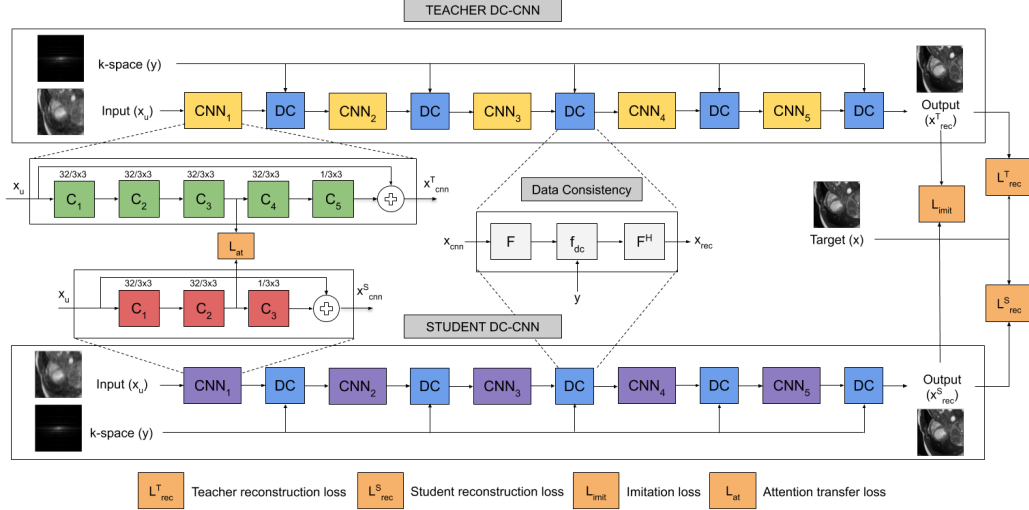 TEACHER DC-CNN
k-space (y)
Input (x_u)
CNN_1
DC
CNN_2
DC
CNN_3
DC
CNN_4
DC
CNN_5
DC
Output
(x^T_rec)
32/3x3
32/3x3
32/3x3
32/3x3
1/3x3
x_u
C_1
C_2
C_3
C_4
C_5
x^T_cnn
L_at
Data Consistency
x_cnn
F
f_dc
F^H
x_rec
y
L_imit
L^T_rec
Target (x)
L^S_rec
32/3x3
32/3x3
1/3x3
x_u
C_1
C_2
C_3
x^S_cnn
STUDENT DC-CNN
Input (x_u)
CNN_1
DC
CNN_2
DC
CNN_3
DC
CNN_4
DC
CNN_5
DC
Output
(x^S_rec)
k-space (y)
L^T_rec Teacher reconstruction loss
L^S_rec Student reconstruction loss
L_imit Imitation loss
L_at Attention transfer loss